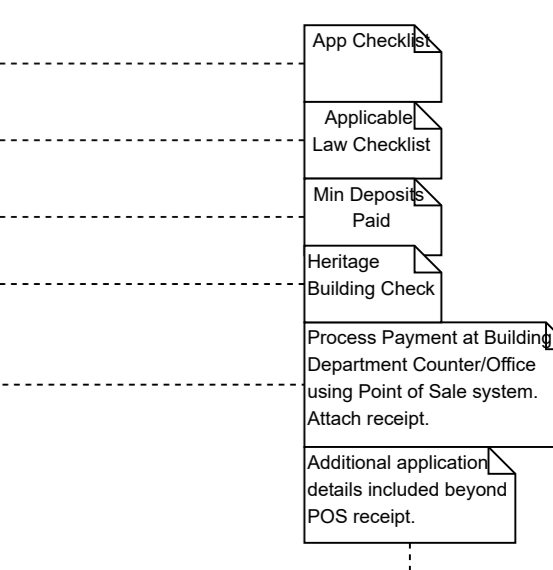 App Checklist
Applicable
Law Checklist
Min Deposits
Paid
Heritage
Building Check
Process Payment at Building
Department Counter/Office
using Point of Sale system.
Attach receipt.
Additional application
details included beyond
POS receipt.